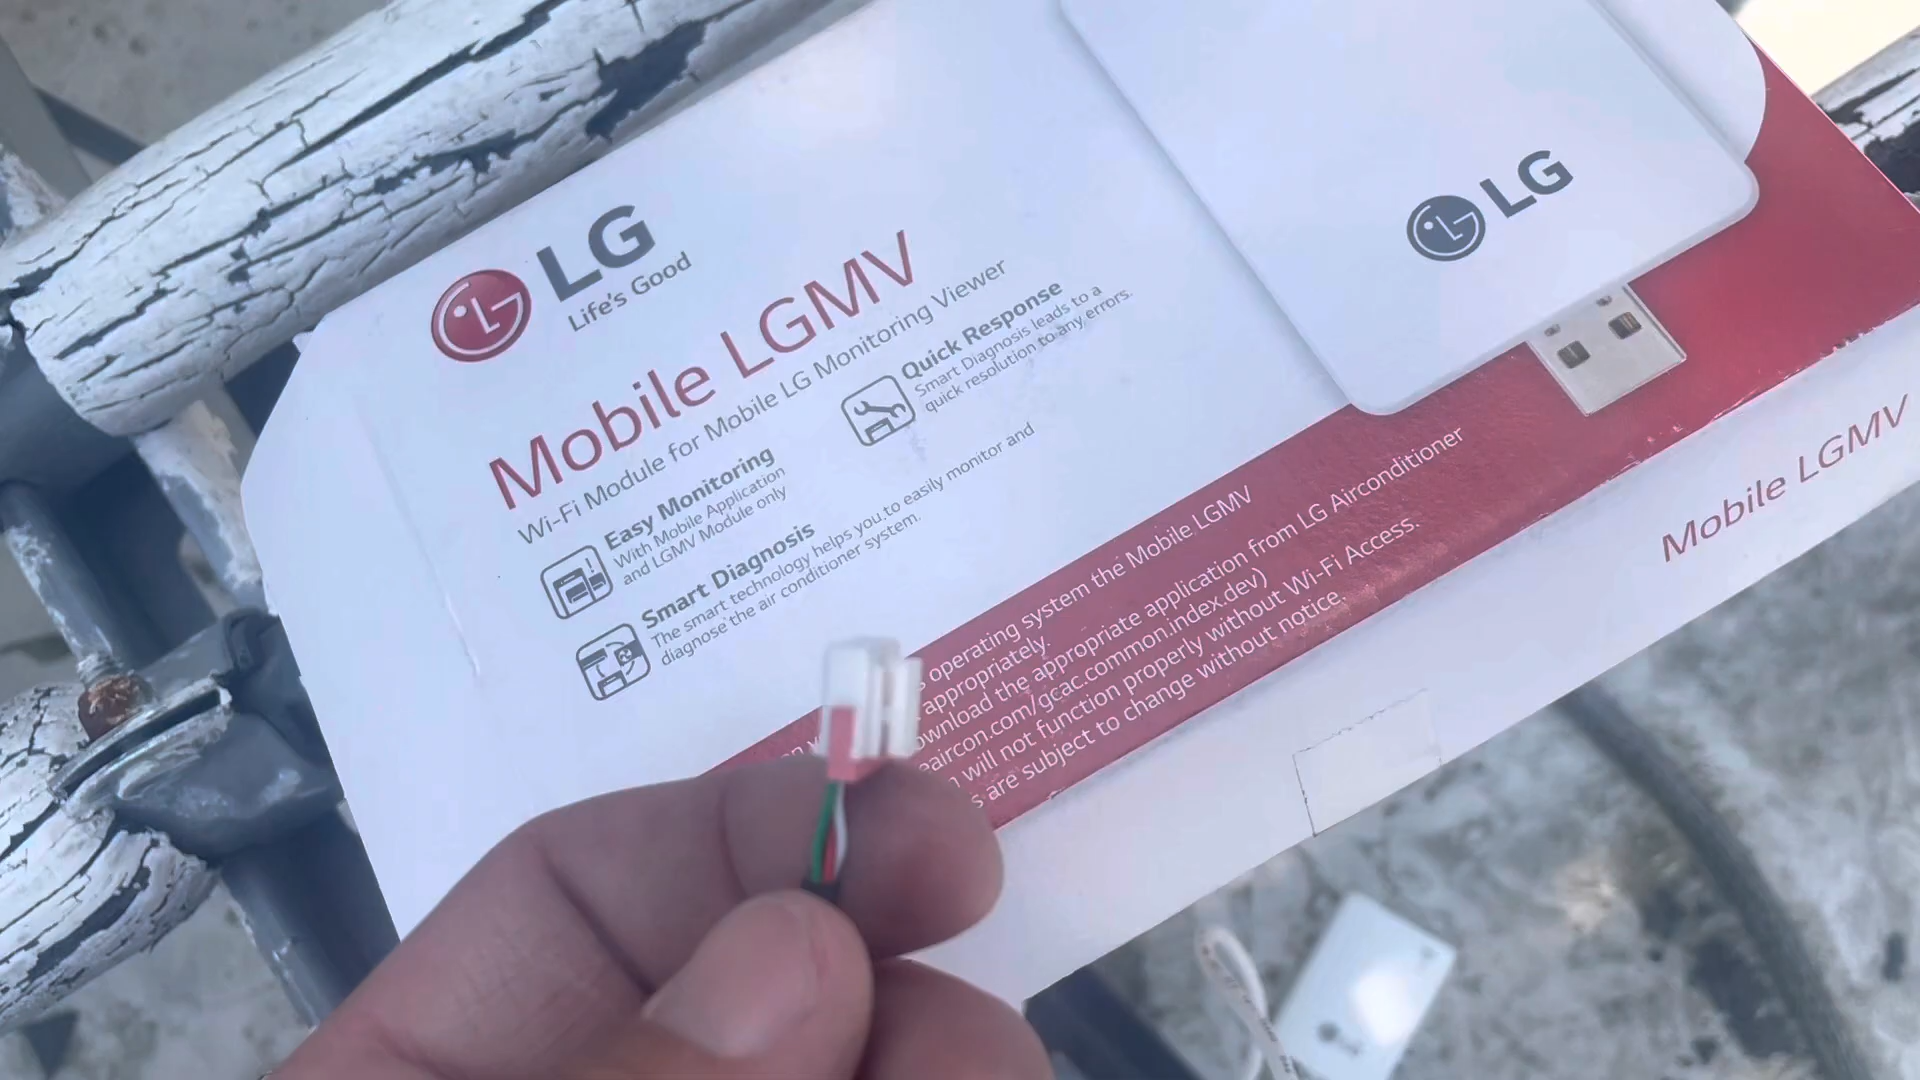 LG
Life's Good
Mobile LGMV
Wi-Fi Module for Mobile LG Monitoring Viewer
Easy Monitoring
With Mobile Application
and LGMV Module only
Quick Response
Smart Diagnosis leads to a
quick resolution to any errors.
Smart Diagnosis
The smart technology helps you to easily monitor and
diagnose the air conditioner system.
LG
operating system the Mobile LGMV
appropriately.
ownload the appropriate application from LG Airconditioner
eaircon.com/gcac.common.index.dev)
will not function properly without Wi-Fi Access.
s are subject to change without notice.
Mobile LGMV